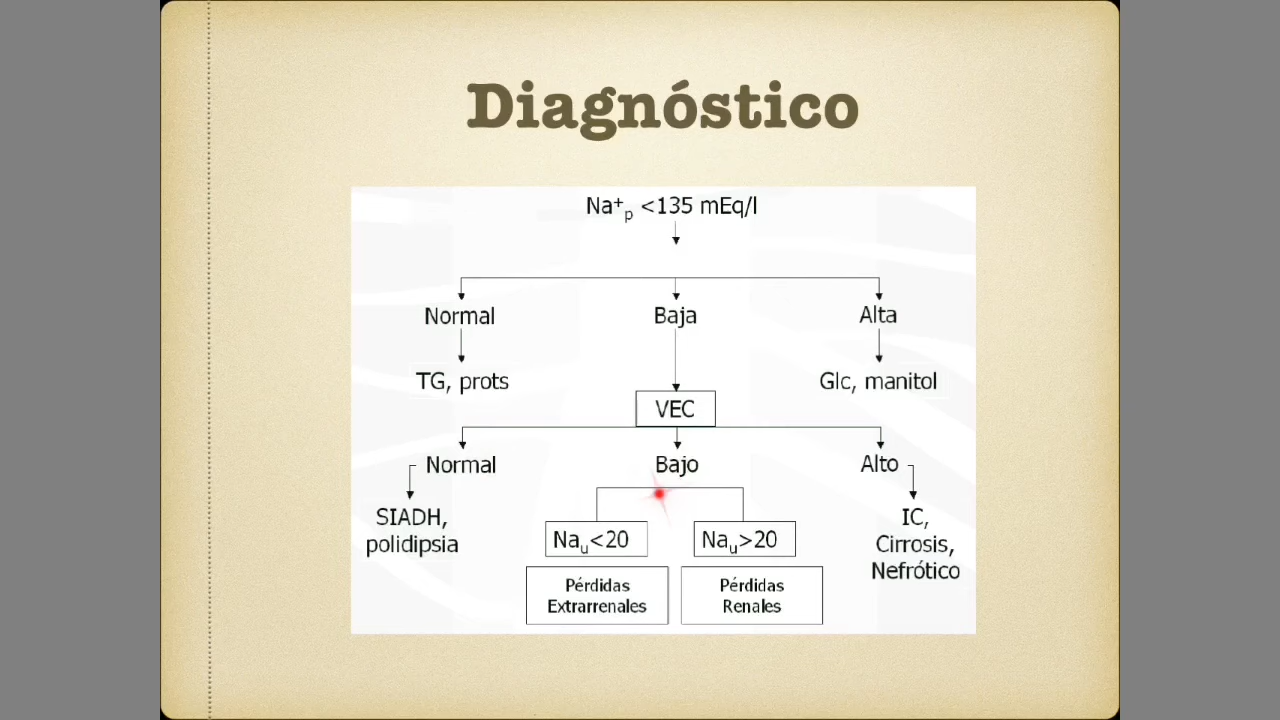 Diagnóstico
Na⁺p <135 mEq/l
Normal
Baja
Alta
TG, prots
Glc, manitol
VEC
Normal
Bajo
Alto
SIADH,
polidipsia
IC,
Cirrosis,
Nefrótico
Nau<20
Nau>20
Pérdidas
Extrarrenales
Pérdidas
Renales